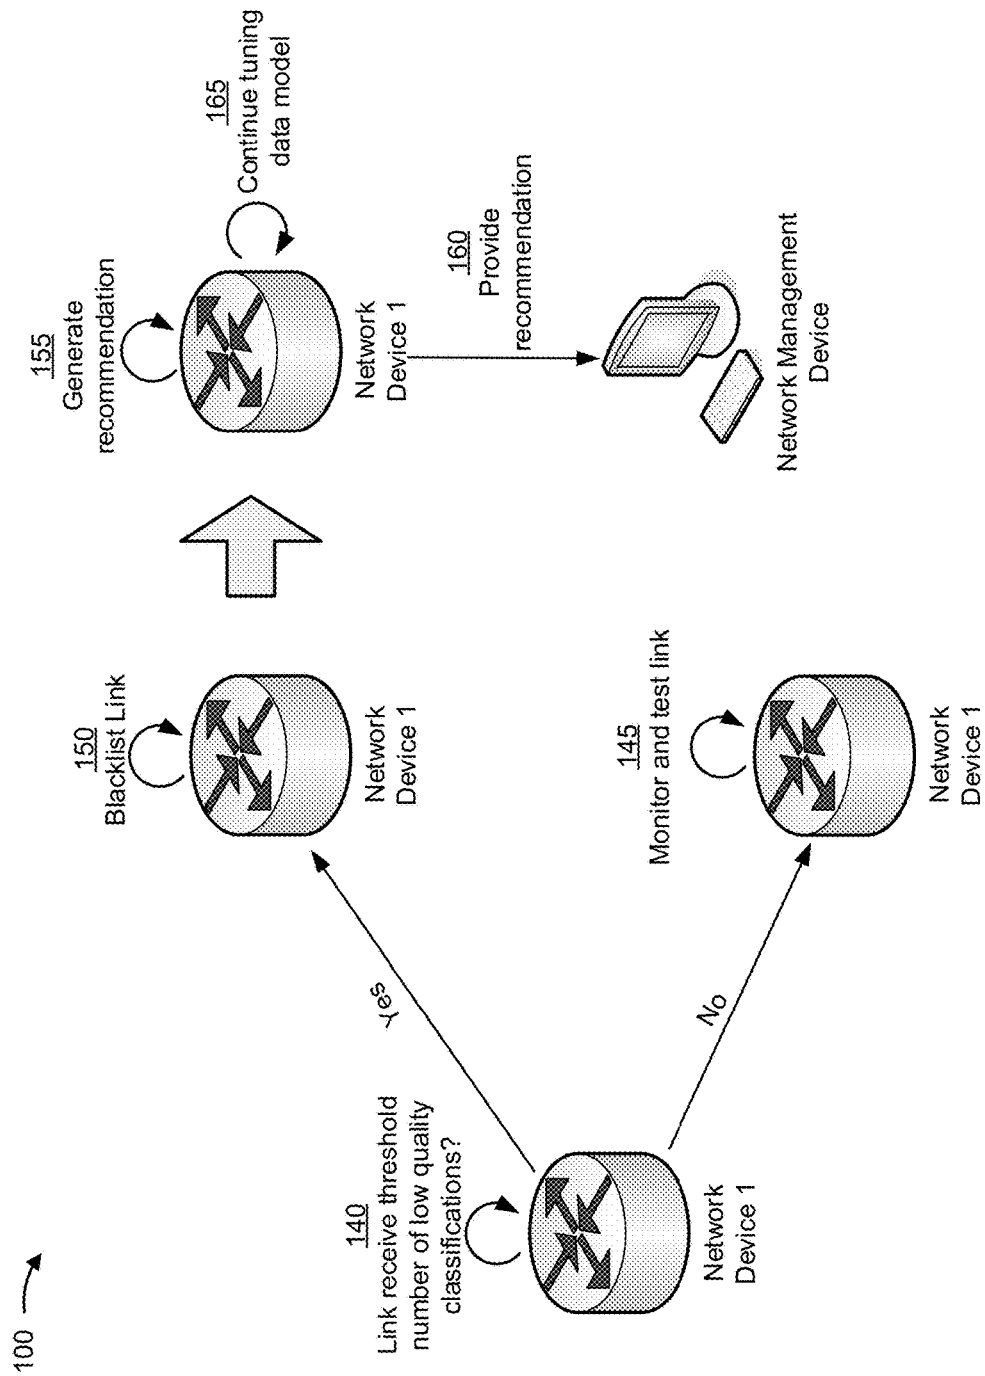 100
140
Link receive threshold
number of low quality
classifications?
Network
Device 1
Yes
No
150
Blacklist Link
Network
Device 1
145
Monitor and test link
Network
Device 1
155
Generate
recommendation
165
Continue tuning
data model
Network
Device 1
160
Provide
recommendation
Network Management
Device